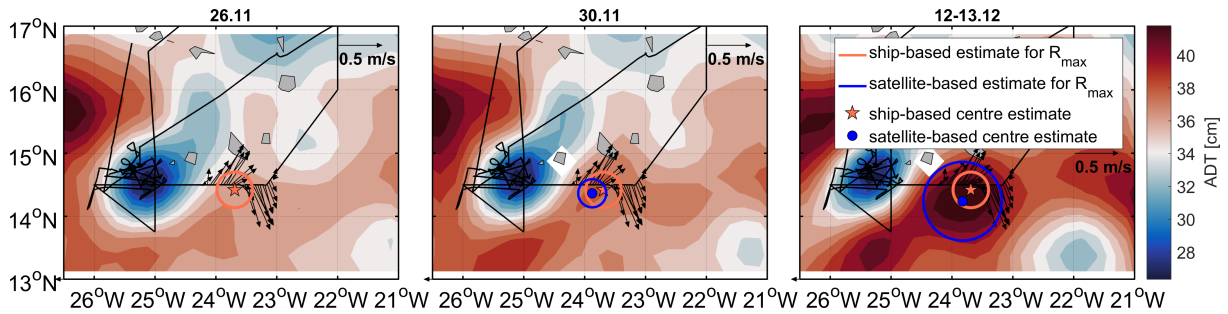 26.11
30.11
12-13.12
17°N
16°N
15°N
14°N
13°N
0.5 m/s
0.5 m/s
0.5 m/s
ship-based estimate for Rmax
satellite-based estimate for Rmax
ship-based centre estimate
satellite-based centre estimate
26°W 25°W 24°W 23°W 22°W 21°W
26°W 25°W 24°W 23°W 22°W 21°W
26°W 25°W 24°W 23°W 22°W 21°W
40
38
36
34
32
30
28
ADT [cm]